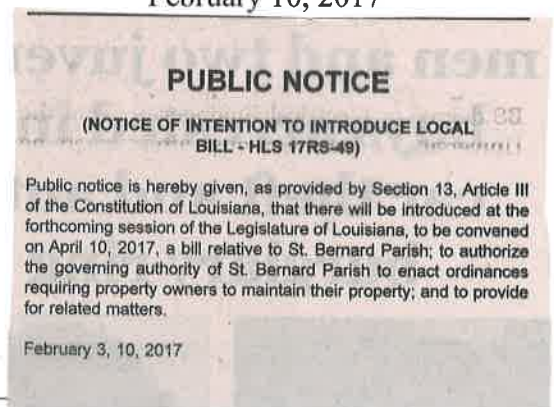 February 10, 2017
PUBLIC NOTICE
(NOTICE OF INTENTION TO INTRODUCE LOCAL
BILL - HLS 17RS-49)
Public notice is hereby given, as provided by Section 13, Article III
of the Constitution of Louisiana, that there will be introduced at the
forthcoming session of the Legislature of Louisiana, to be convened
on April 10, 2017, a bill relative to St. Bernard Parish; to authorize
the governing authority of St. Bernard Parish to enact ordinances
requiring property owners to maintain their property; and to provide
for related matters.
February 3, 10, 2017